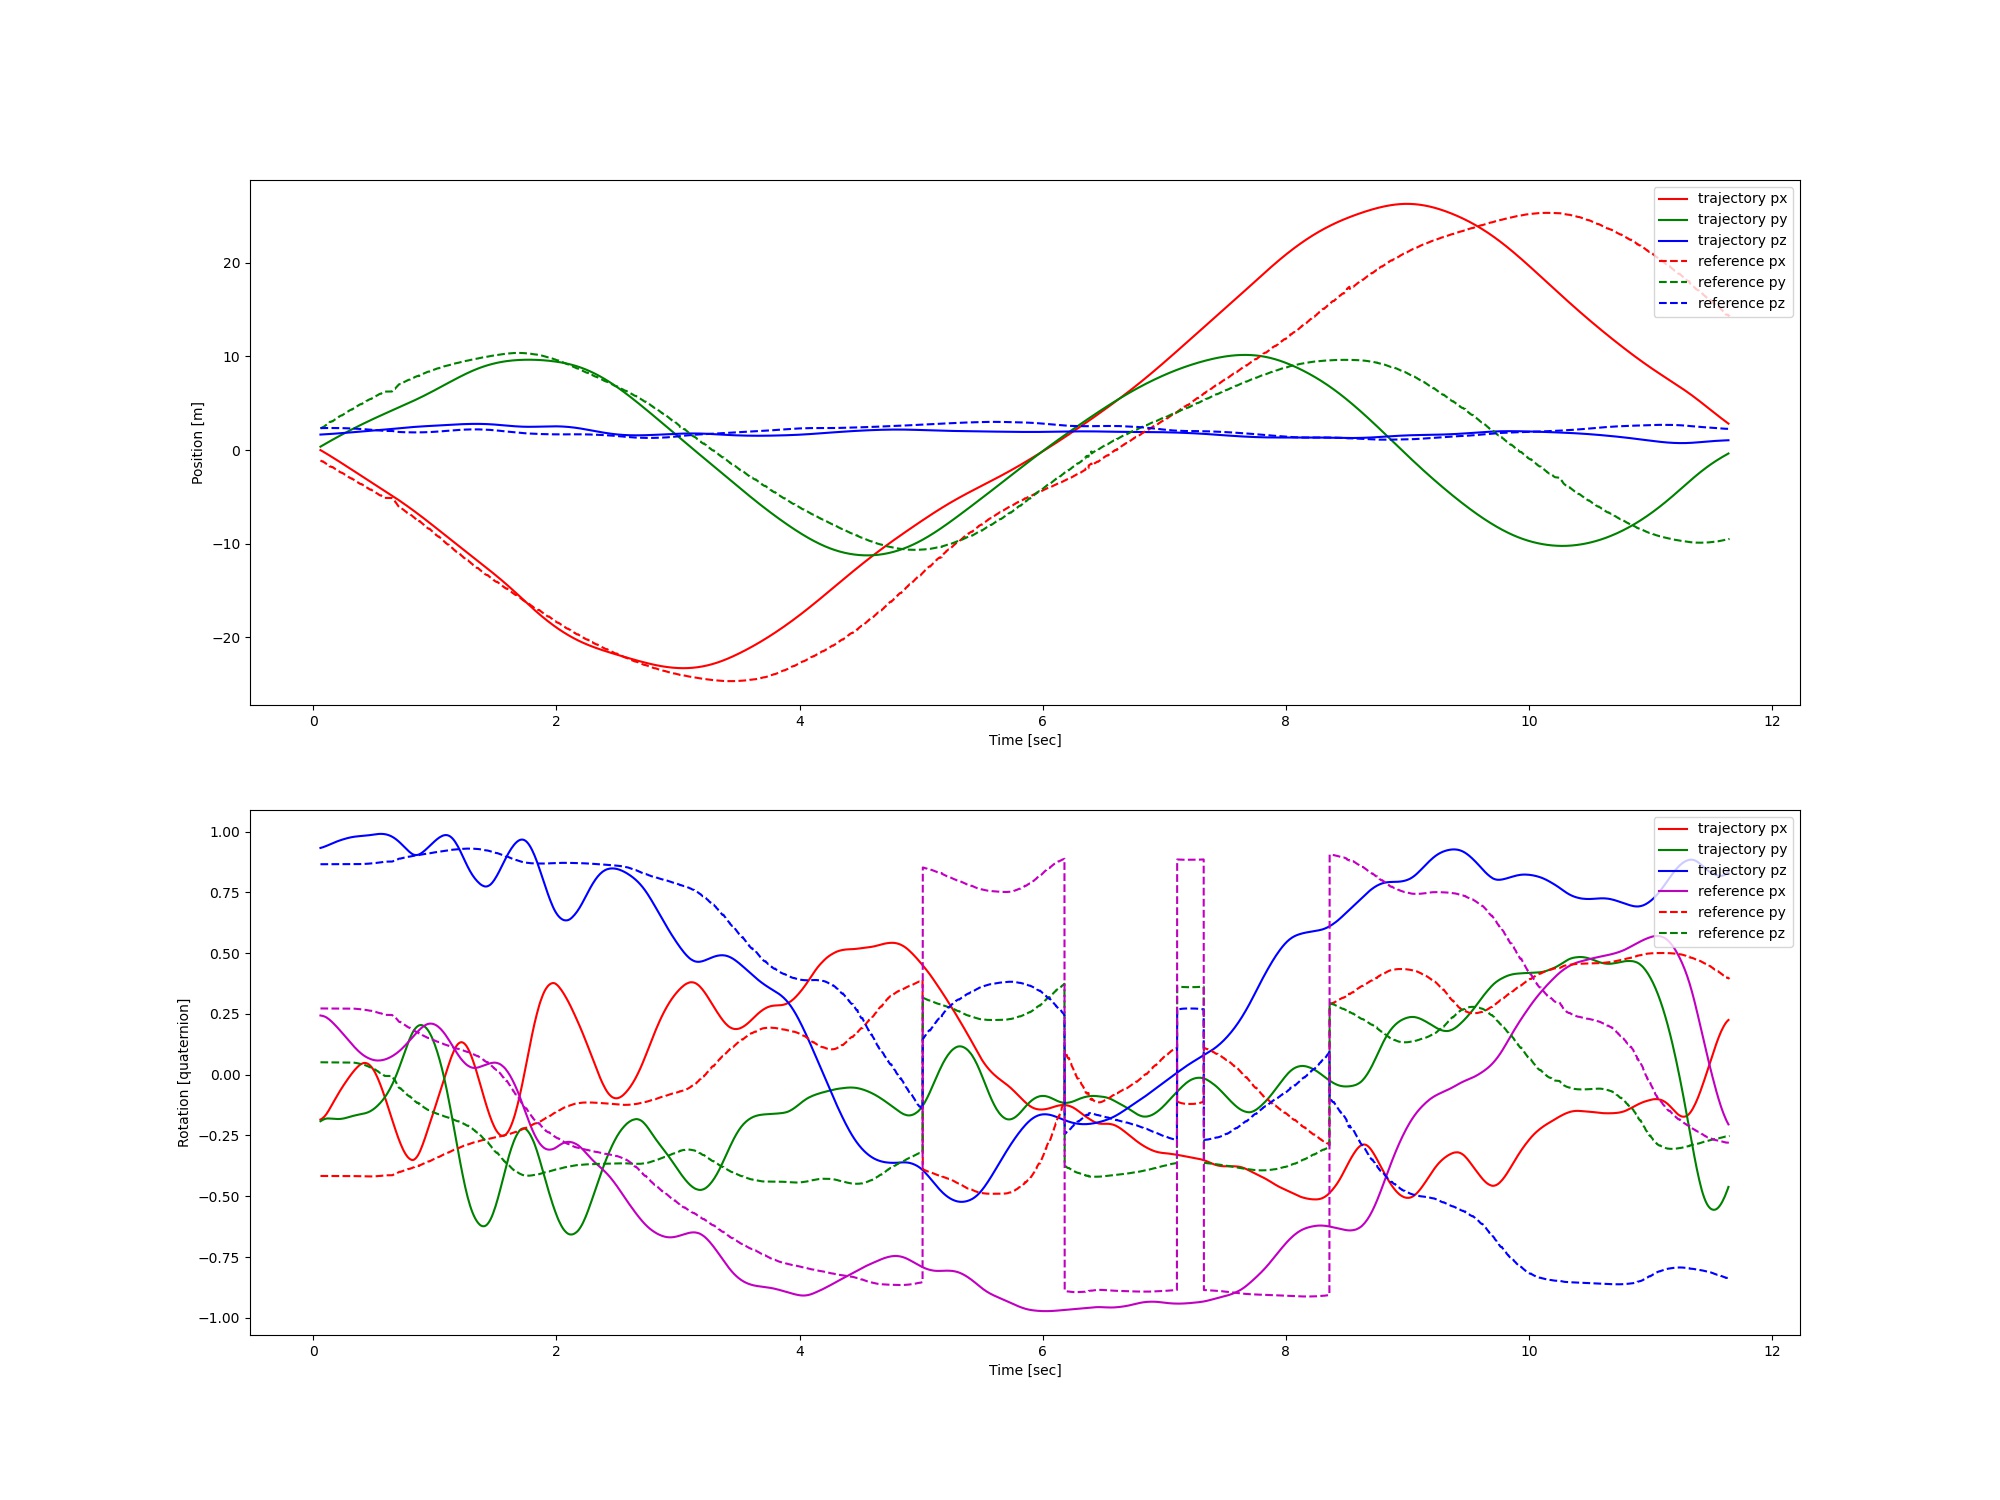 20
10
0
−10
−20
Position [m]
0 2 4 6 8 10 12
Time [sec]
trajectory px
trajectory py
trajectory pz
reference px
reference py
reference pz
1.00
0.75
0.50
0.25
0.00
−0.25
−0.50
−0.75
−1.00
Rotation [quaternion]
0 2 4 6 8 10 12
Time [sec]
trajectory px
trajectory py
trajectory pz
reference px
reference py
reference pz